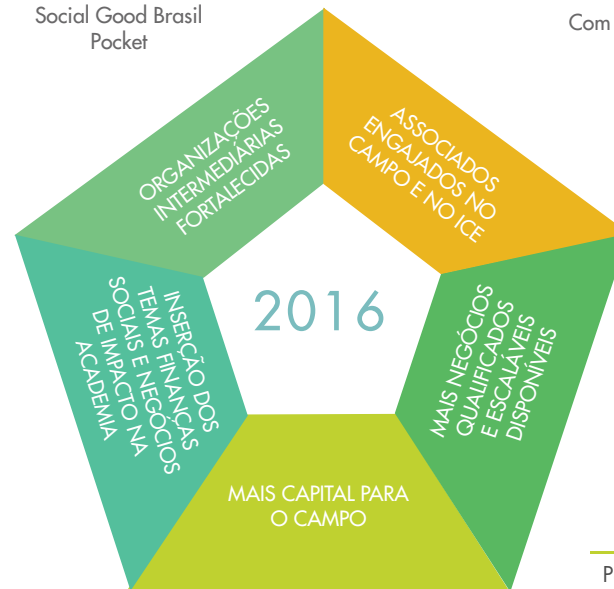 Social Good Brasil
Pocket
Com
ORGANIZAÇÕES
INTERMEDIÁRIAS
FORTALECIDAS
ASSOCIADOS
ENGAJADOS NO
CAMPO E NO ICE
2016
INSERÇÃO DOS
TEMAS FINANÇAS
SOCIAIS E NEGÓCIOS
DE IMPACTO NA
ACADEMIA
MAIS NEGÓCIOS
QUALIFICADOS
E ESCALÁVEIS
DISPONÍVEIS
MAIS CAPITAL PARA
O CAMPO
P